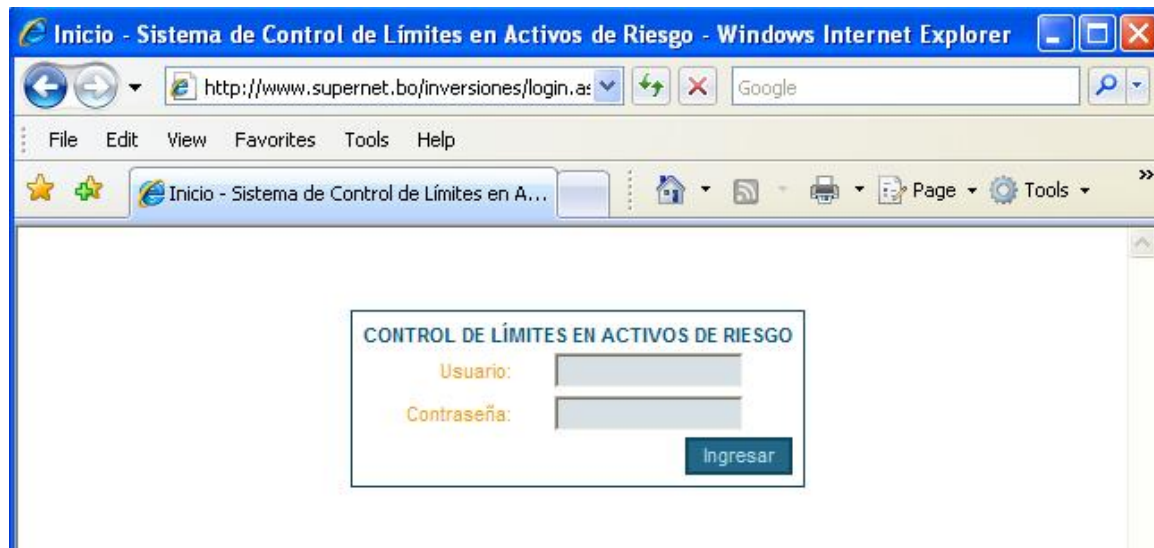 Inicio - Sistema de Control de Límites en Activos de Riesgo - Windows Internet Explorer
http://www.supernet.bo/inversiones/login.as
Google
File Edit View Favorites Tools Help
Inicio - Sistema de Control de Límites en A...
Page Tools »
CONTROL DE LÍMITES EN ACTIVOS DE RIESGO
Usuario:
Contraseña:
Ingresar